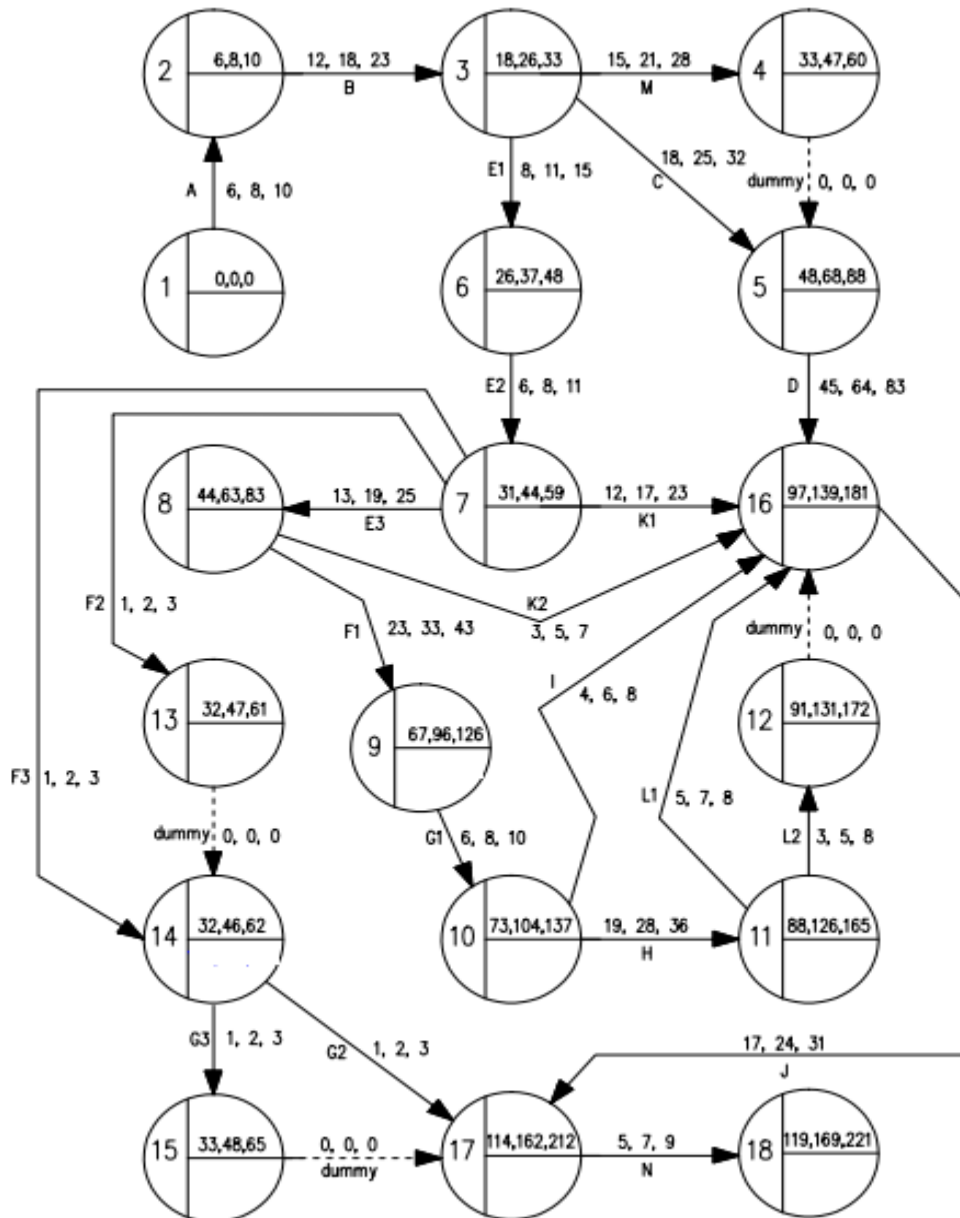 2 6,8,10
12, 18, 23
B
3 18,26,33
15, 21, 28
M
4 33,47,60
A 6, 8, 10
E1 8, 11, 15
18, 25, 32
C
dummy 0, 0, 0
1 0,0,0
6 26,37,48
5 48,68,88
E2 6, 8, 11
D 45, 64, 83
8 44,63,83
13, 19, 25
E3
7 31,44,59
12, 17, 23
K1
16 97,139,181
F2 1, 2, 3
F1 23, 33, 43
K2
3, 5, 7
dummy 0, 0, 0
I 4, 6, 8
13 32,47,61
9 67,96,126
12 91,131,172
F3 1, 2, 3
L1 5, 7, 8
dummy 0, 0, 0
G1 6, 8, 10
L2 3, 5, 8
14 32,46,62
10 73,104,137
19, 28, 36
H
11 88,126,165
G3 1, 2, 3
G2 1, 2, 3
17, 24, 31
J
15 33,48,65
0, 0, 0
dummy
17 114,162,212
5, 7, 9
N
18 119,169,221